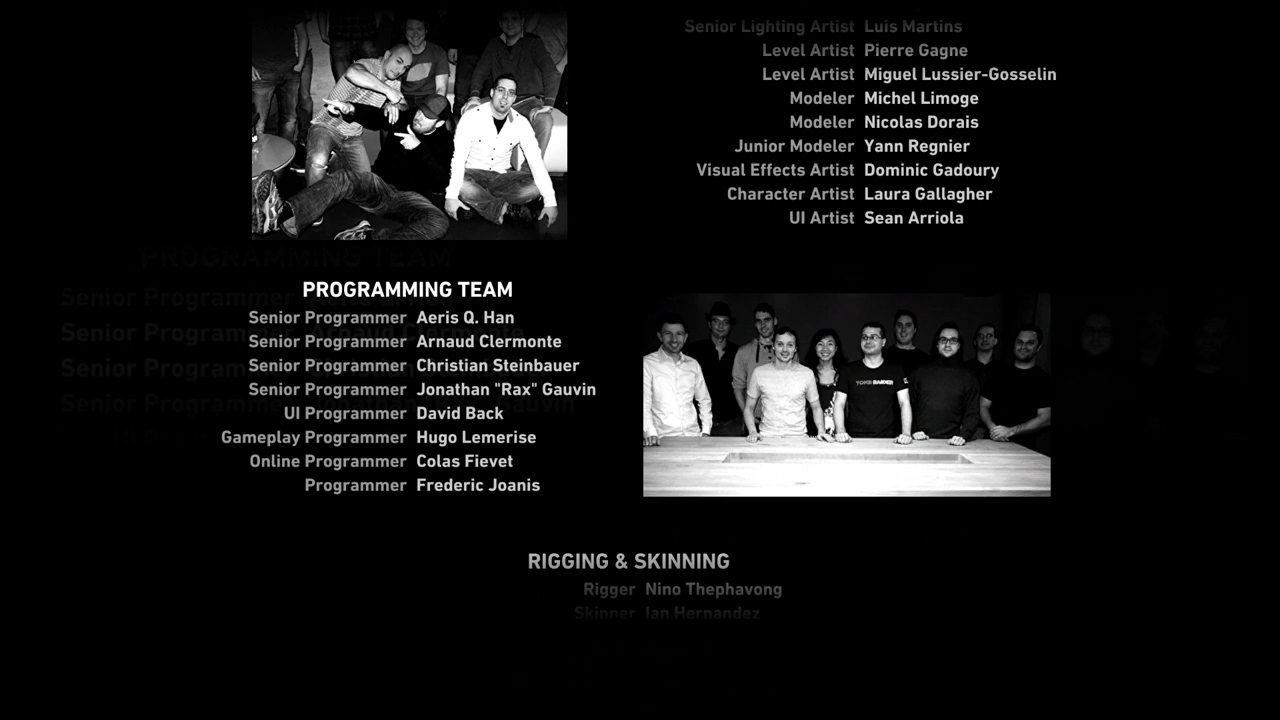 Senior Lighting Artist Luis Martins
Level Artist Pierre Gagne
Level Artist Miguel Lussier-Gosselin
Modeler Michel Limoge
Modeler Nicolas Dorais
Junior Modeler Yann Regnier
Visual Effects Artist Dominic Gadoury
Character Artist Laura Gallagher
UI Artist Sean Arriola
PROGRAMMING TEAM
Senior Programmer Aeris Q. Han
Senior Programmer Arnaud Clermonte
Senior Programmer Christian Steinbauer
Senior Programmer Jonathan "Rax" Gauvin
UI Programmer David Back
Gameplay Programmer Hugo Lemerise
Online Programmer Colas Fievet
Programmer Frederic Joanis
TOMB RAIDER
RIGGING & SKINNING
Rigger Nino Thephavong
Skinner Ian Hernandez